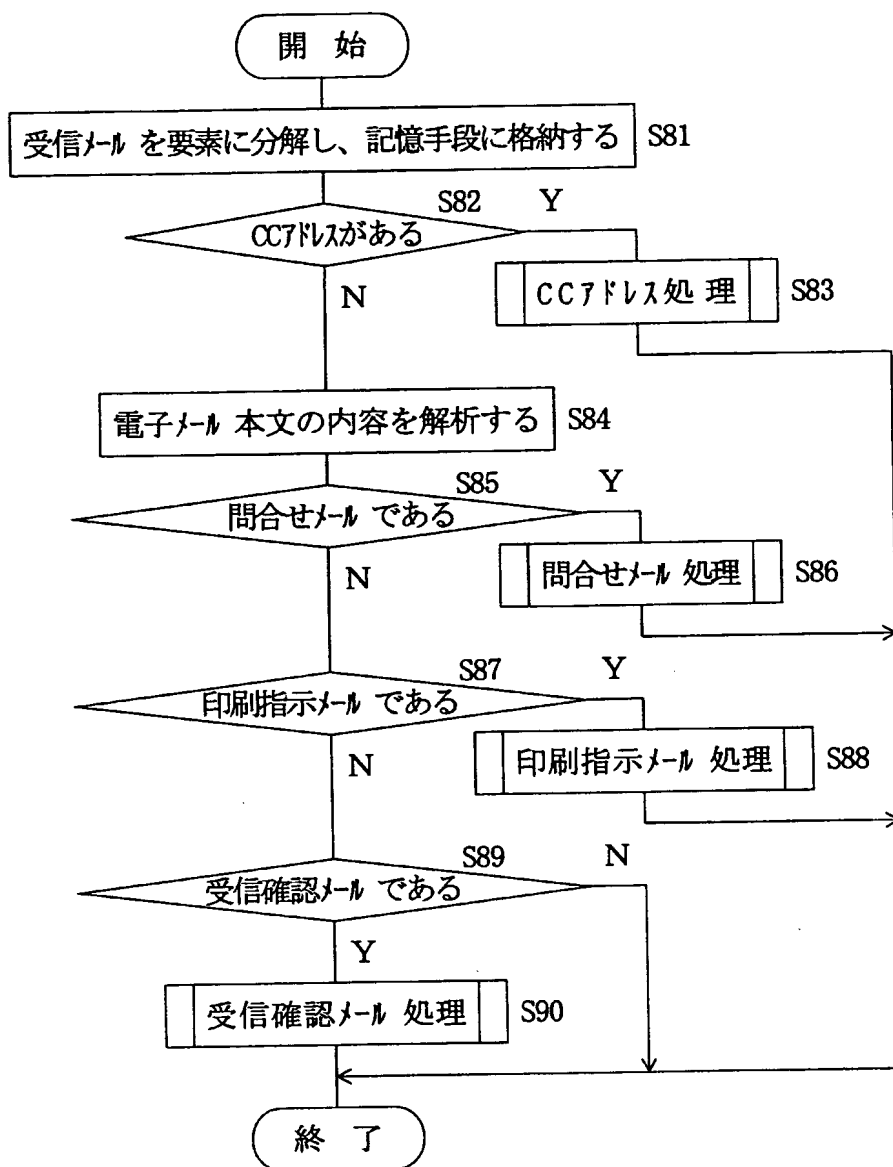 開 始
受信ﾒｰﾙ を要素に分解し、記憶手段に格納する S81
S82 Y
CCｱﾄﾞﾚｽがある
N
CCｱﾄﾞﾚｽ処 理 S83
電子ﾒｰﾙ 本文の内容を解析する S84
S85 Y
問合せﾒｰﾙ である
N
問合せﾒｰﾙ 処理 S86
S87 Y
印刷指示ﾒｰﾙ である
N
印刷指示ﾒｰﾙ 処理 S88
S89 N
受信確認ﾒｰﾙ である
Y
受信確認ﾒｰﾙ 処理 S90
終 了